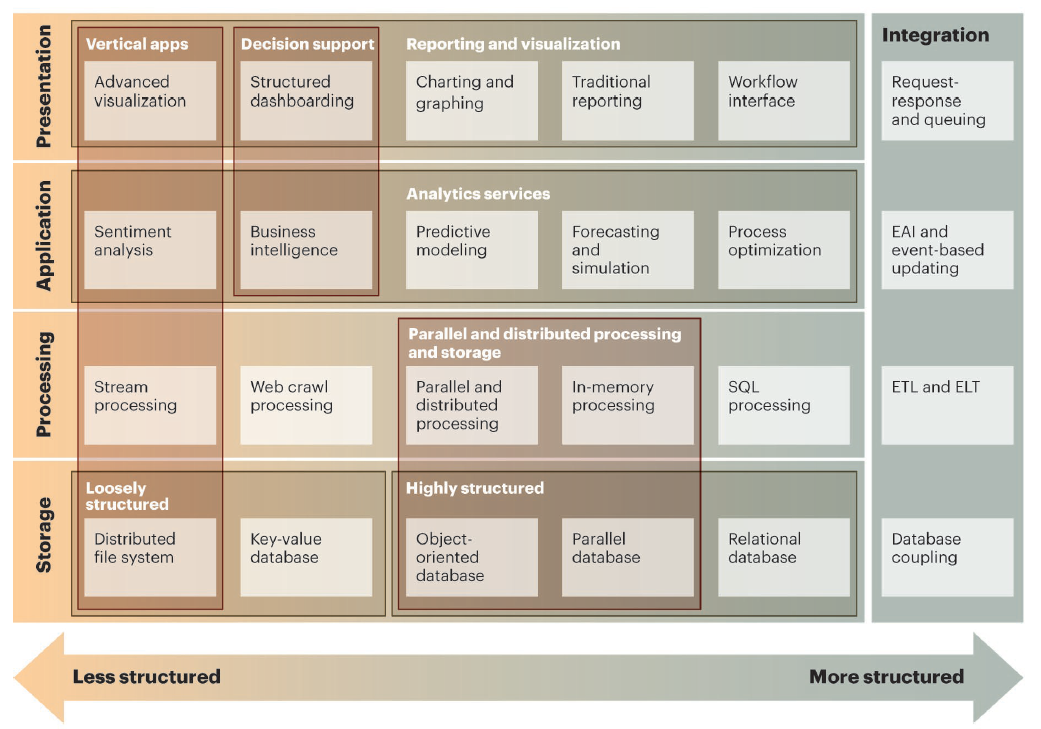 Presentation
Vertical apps
Decision support
Reporting and visualization
Integration
Advanced
visualization
Structured
dashboarding
Charting and
graphing
Traditional
reporting
Workflow
interface
Request-
response
and queuing
Application
Analytics services
Sentiment
analysis
Business
intelligence
Predictive
modeling
Forecasting
and
simulation
Process
optimization
EAI and
event-based
updating
Processing
Parallel and distributed processing
and storage
Stream
processing
Web crawl
processing
Parallel and
distributed
processing
In-memory
processing
SQL
processing
ETL and ELT
Storage
Loosely
structured
Highly structured
Distributed
file system
Key-value
database
Object-
oriented
database
Parallel
database
Relational
database
Database
coupling
Less structured
More structured